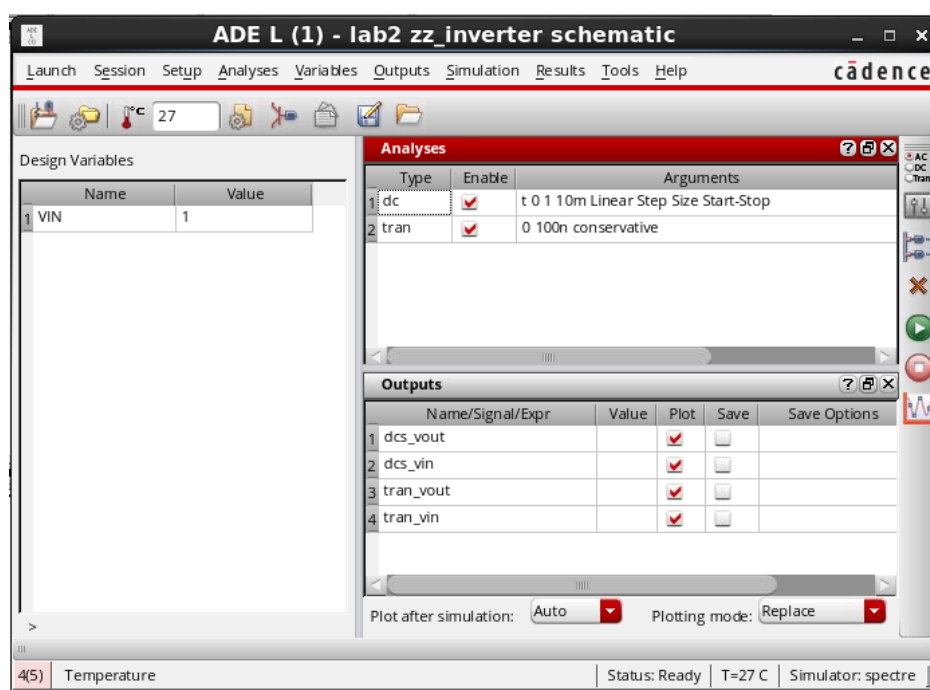 ADE L (1) - lab2 zz_inverter schematic
Launch Session Setup Analyses Variables Outputs Simulation Results Tools Help cādence
°C 27
Design Variables
Name Value
1 VIN 1
>
Analyses
Type Enable Arguments
1 dc t 0 1 10m Linear Step Size Start-Stop
2 tran 0 100n conservative
Outputs
Name/Signal/Expr Value Plot Save Save Options
1 dcs_vout
2 dcs_vin
3 tran_vout
4 tran_vin
Plot after simulation: Auto Plotting mode: Replace
AC
DC
Tran
4(5) Temperature Status: Ready T=27 C Simulator: spectre